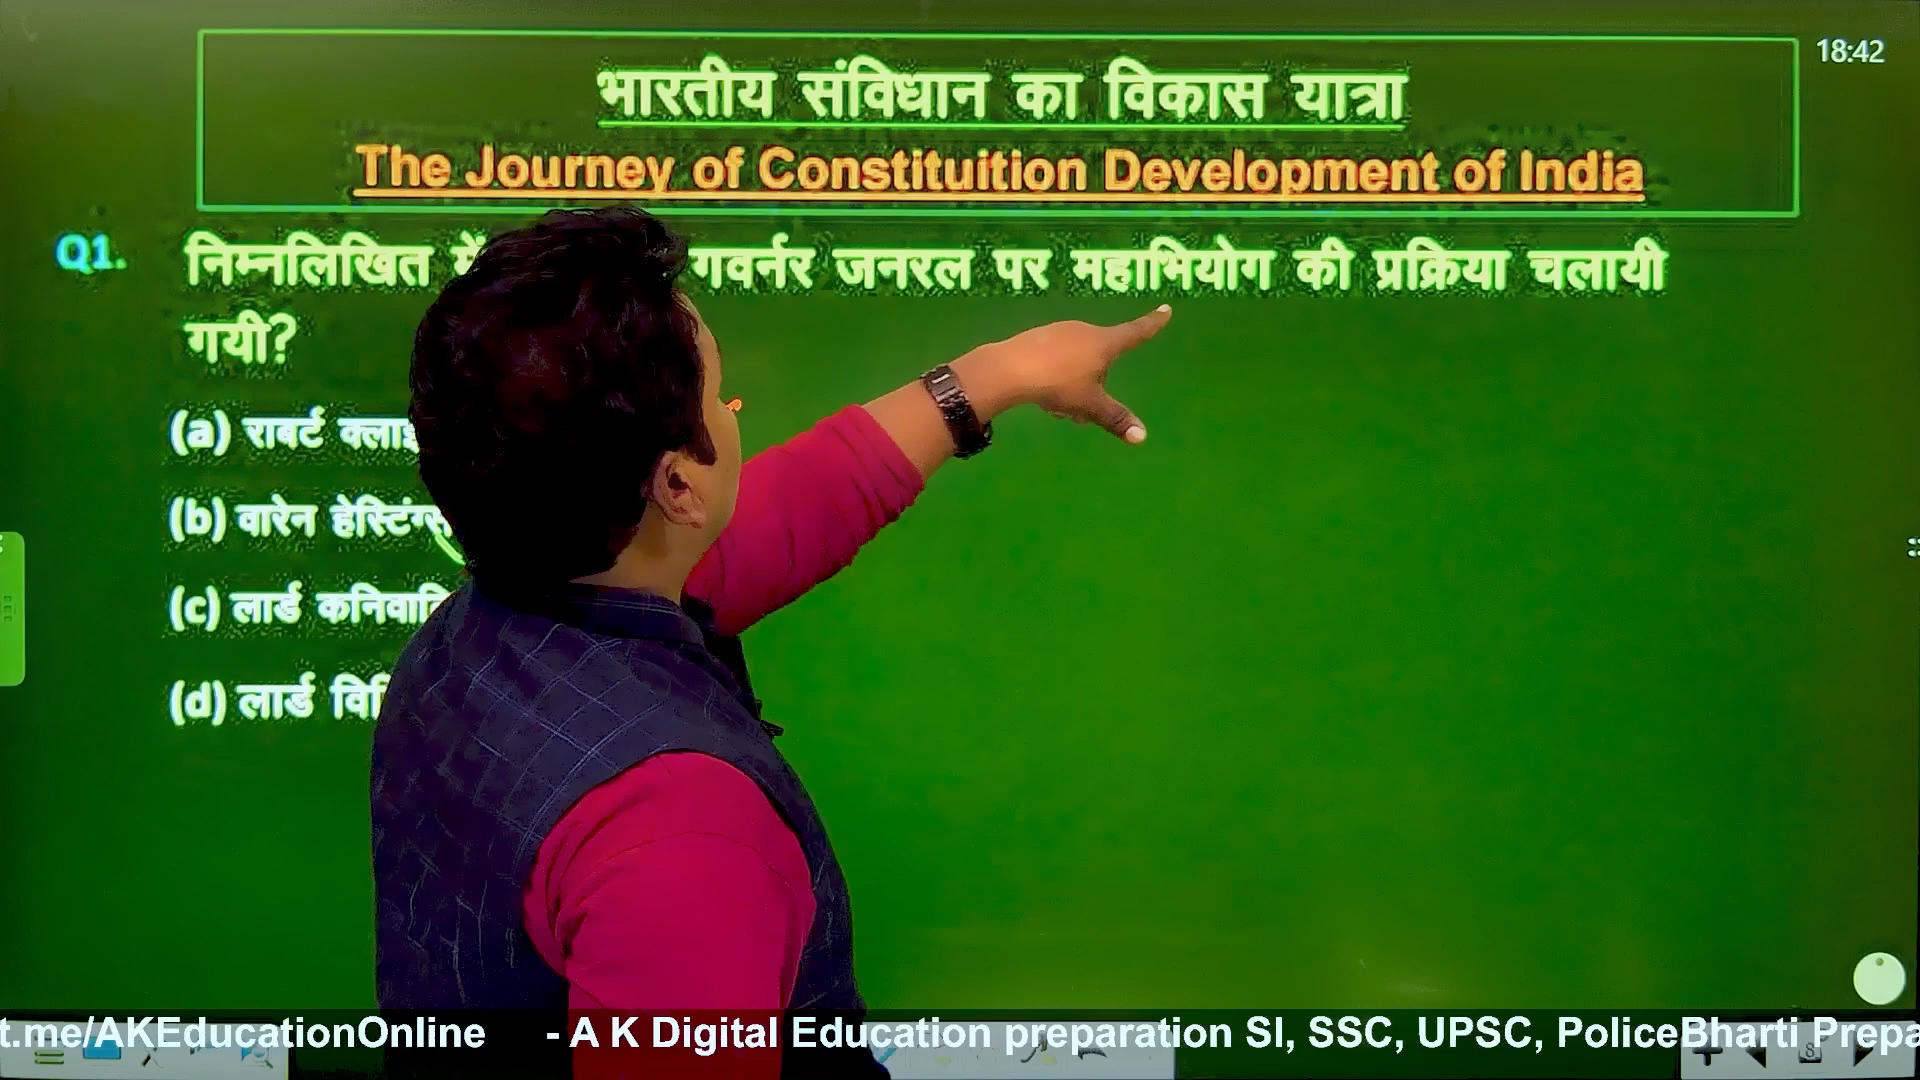 18:42
भारतीय संविधान का विकास यात्रा
The Journey of Constituition Development of India
Q1. निम्नलिखित में गवर्नर जनरल पर महाभियोग की प्रक्रिया चलायी
गयी?
(a) राबर्ट
(b) वारेन हेस्टिंग्स
(c) लार्ड
(d) लार्ड
t.me/AKEducationOnline - A K Digital Education preparation SI, SSC, UPSC, PoliceBharti